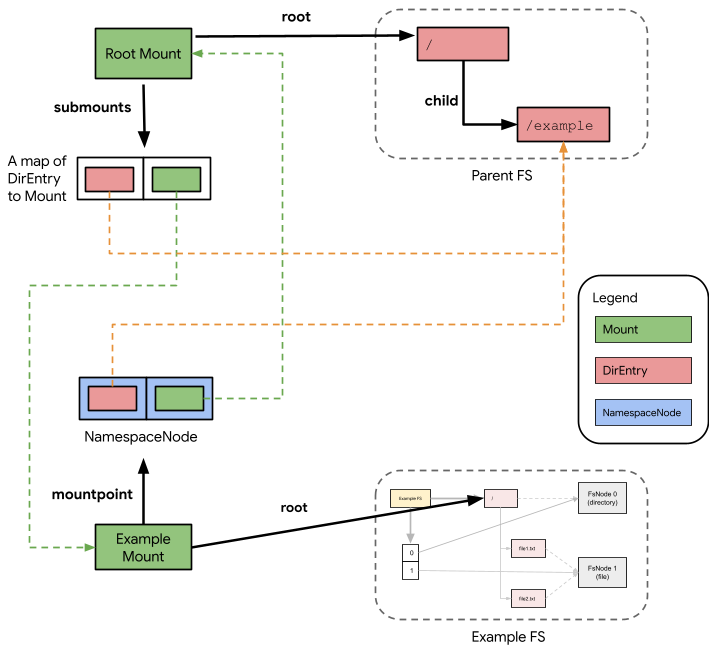 root
Root Mount
/
submounts
child
/example
A map of
DirEntry
to Mount
Parent FS
Legend
Mount
DirEntry
NamespaceNode
NamespaceNode
mountpoint
root
Example
Mount
Example FS
/
FsNode 0
(directory)
0
1
file1.txt
FsNode 1
(file)
file2.txt
Example FS